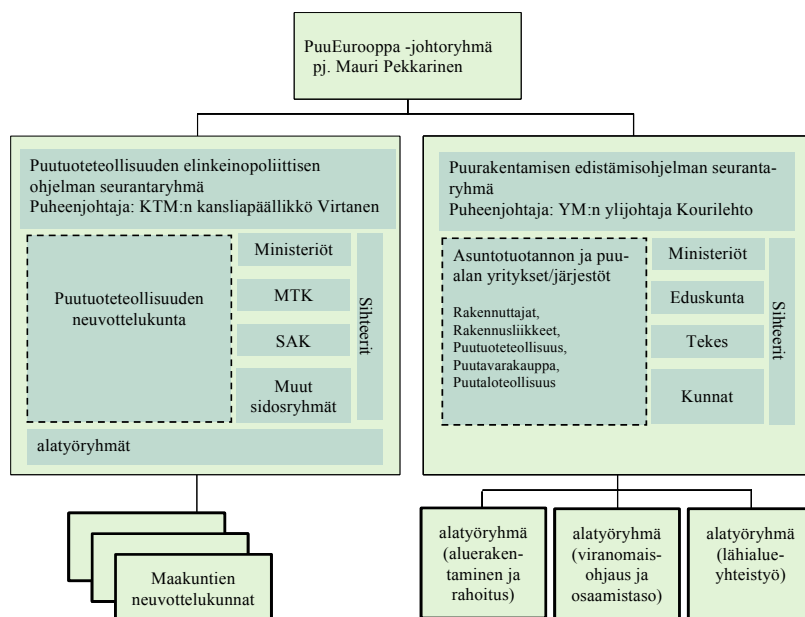 PuuEurooppa -johtoryhmä
pj. Mauri Pekkarinen
Puutuoteteollisuuden elinkeinopoliittisen
ohjelman seurantaryhmä
Puheenjohtaja: KTM:n kansliapäällikkö Virtanen
Puutuoteteollisuuden
neuvottelukunta
Ministeriöt
MTK
SAK
Muut
sidosryhmät
Sihteerit
alatyöryhmät
Maakuntien
neuvottelukunnat
Puurakentamisen edistämisohjelman seuranta-
ryhmä
Puheenjohtaja: YM:n ylijohtaja Kourilehto
Asuntotuotannon ja puu-
alan yritykset/järjestöt
Rakennuttajat,
Rakennusliikkeet,
Puutuoteteollisuus,
Puutavarakauppa,
Puutaloteollisuus
Ministeriöt
Eduskunta
Tekes
Kunnat
Sihteerit
alatyöryhmä
(alueraken-
taminen ja
rahoitus)
alatyöryhmä
(viranomais-
ohjaus ja
osaamistaso)
alatyöryhmä
(lähialue-
yhteistyö)